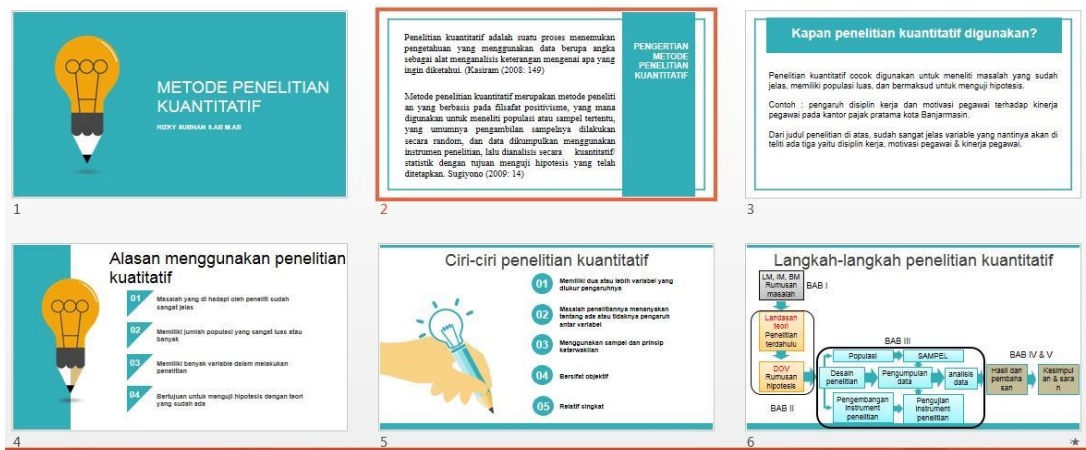 METODE PENELITIAN
KUANTITATIF
RIZKY SUBHAN S.AB M.AB
1
Penelitian kuantitatif adalah suatu proses menemukan
pengetahuan yang menggunakan data berupa angka
sebagai alat menganalisis keterangan mengenai apa yang
ingin diketahui. (Kasiram (2008: 149)
Metode penelitian kuantitatif merupakan metode peneliti
an yang berbasis pada filsafat positivisme, yang mana
digunakan untuk meneliti populasi atau sampel tertentu,
yang umumnya pengambilan sampelnya dilakukan
secara random, dan data dikumpulkan menggunakan
instrumen penelitian, lalu dianalisis secara kuantitatif/
statistik dengan tujuan menguji hipotesis yang telah
ditetapkan. Sugiyono (2009: 14)
PENGERTIAN
METODE
PENELITIAN
KUANTITATIF
2
Kapan penelitian kuantitatif digunakan?
Penelitian kuantitatif cocok digunakan untuk meneliti masalah yang sudah
jelas, memiliki populasi luas, dan bermaksud untuk menguji hipotesis.
Contoh : pengaruh disiplin kerja dan motivasi pegawai terhadap kinerja
pegawai pada kantor pajak pratama kota Banjarmasin.
Dari judul penelitian di atas, sudah sangat jelas variable yang nantinya akan di
teliti ada tiga yaitu disiplin kerja, motivasi pegawai & kinerja pegawai.
3
Alasan menggunakan penelitian
kuatitatif
01 Masalah yang di hadapi oleh peneliti sudah
sangat jelas
02 Memiliki jumlah populasi yang sangat luas atau
banyak
03 Memiliki banyak variable dalam melakukan
penelitian
04 Bertujuan untuk menguji hipotesis dengan teori
yang sudah ada
4
Ciri-ciri penelitian kuantitatif
01 Memiliki dua atau lebih variabel yang
diukur pengaruhnya
02 Masalah penelitiannya menanyakan
tentang ada atau tidaknya pengaruh
antar variabel
03 Menggunakan sampel dan prinsip
keterwakilan
04 Bersifat objektif
05 Relatif singkat
5
Langkah-langkah penelitian kuantitatif
LM, IM, BM
Rumusan
masalah
BAB I
Landasan
teori
Penelitian
terdahulu
DOV
Rumusan
hipotesis
BAB II
BAB III
Populasi
SAMPEL
Desain
penelitian
Pengumpulan
data
analisis
data
Pengembangan
instrument
penelitian
Pengujian
instrument
penelitian
BAB IV & V
Hasil dan
pembaha
san
Kesimpul
an & sara
n
6